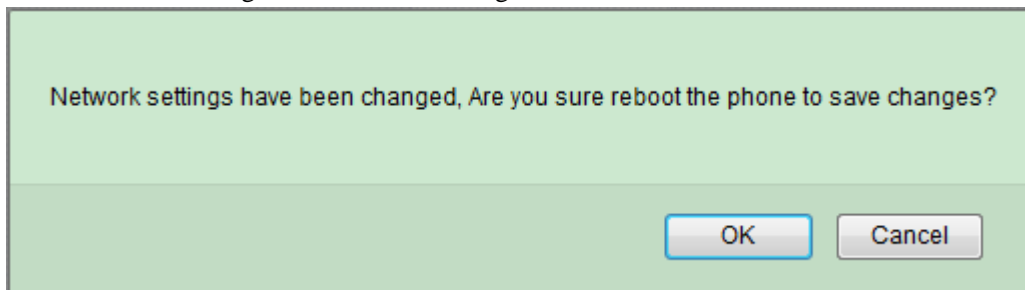 Network settings have been changed, Are you sure reboot the phone to save changes?
OK
Cancel